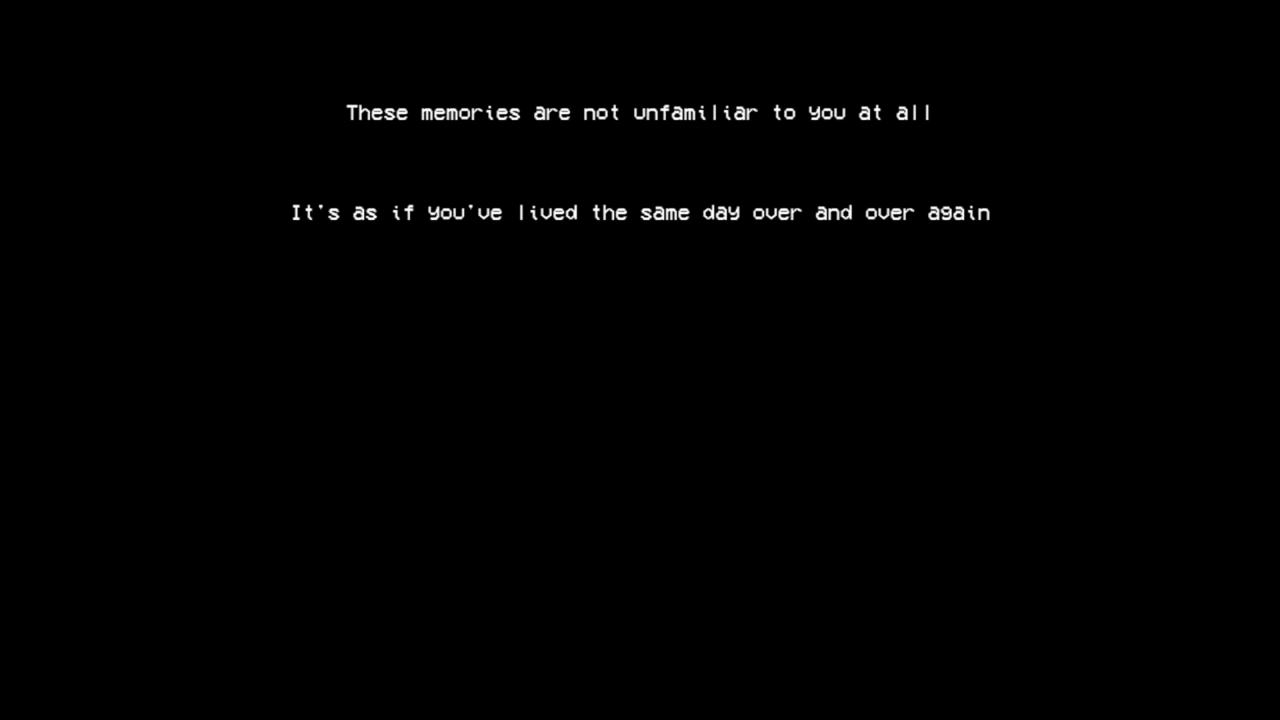 These memories are not unfamiliar to you at all
It's as if you've lived the same day over and over again